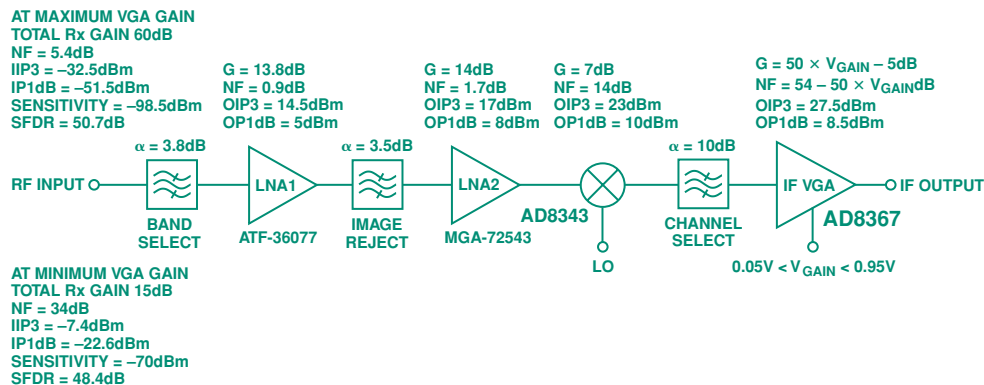 AT MAXIMUM VGA GAIN
TOTAL Rx GAIN 60dB
NF = 5.4dB
IIP3 = –32.5dBm
IP1dB = –51.5dBm
SENSITIVITY = –98.5dBm
SFDR = 50.7dB
G = 13.8dB
NF = 0.9dB
OIP3 = 14.5dBm
OP1dB = 5dBm
G = 14dB
NF = 1.7dB
OIP3 = 17dBm
OP1dB = 8dBm
G = 7dB
NF = 14dB
OIP3 = 23dBm
OP1dB = 10dBm
G = 50 × VGAIN – 5dB
NF = 54 – 50 × VGAINdB
OIP3 = 27.5dBm
OP1dB = 8.5dBm
α = 3.8dB
α = 3.5dB
α = 10dB
RF INPUT
LNA1
LNA2
IF VGA
IF OUTPUT
BAND
SELECT
ATF-36077
IMAGE
REJECT
MGA-72543
AD8343
LO
CHANNEL
SELECT
AD8367
0.05V < VGAIN < 0.95V
AT MINIMUM VGA GAIN
TOTAL Rx GAIN 15dB
NF = 34dB
IIP3 = –7.4dBm
IP1dB = –22.6dBm
SENSITIVITY = –70dBm
SFDR = 48.4dB